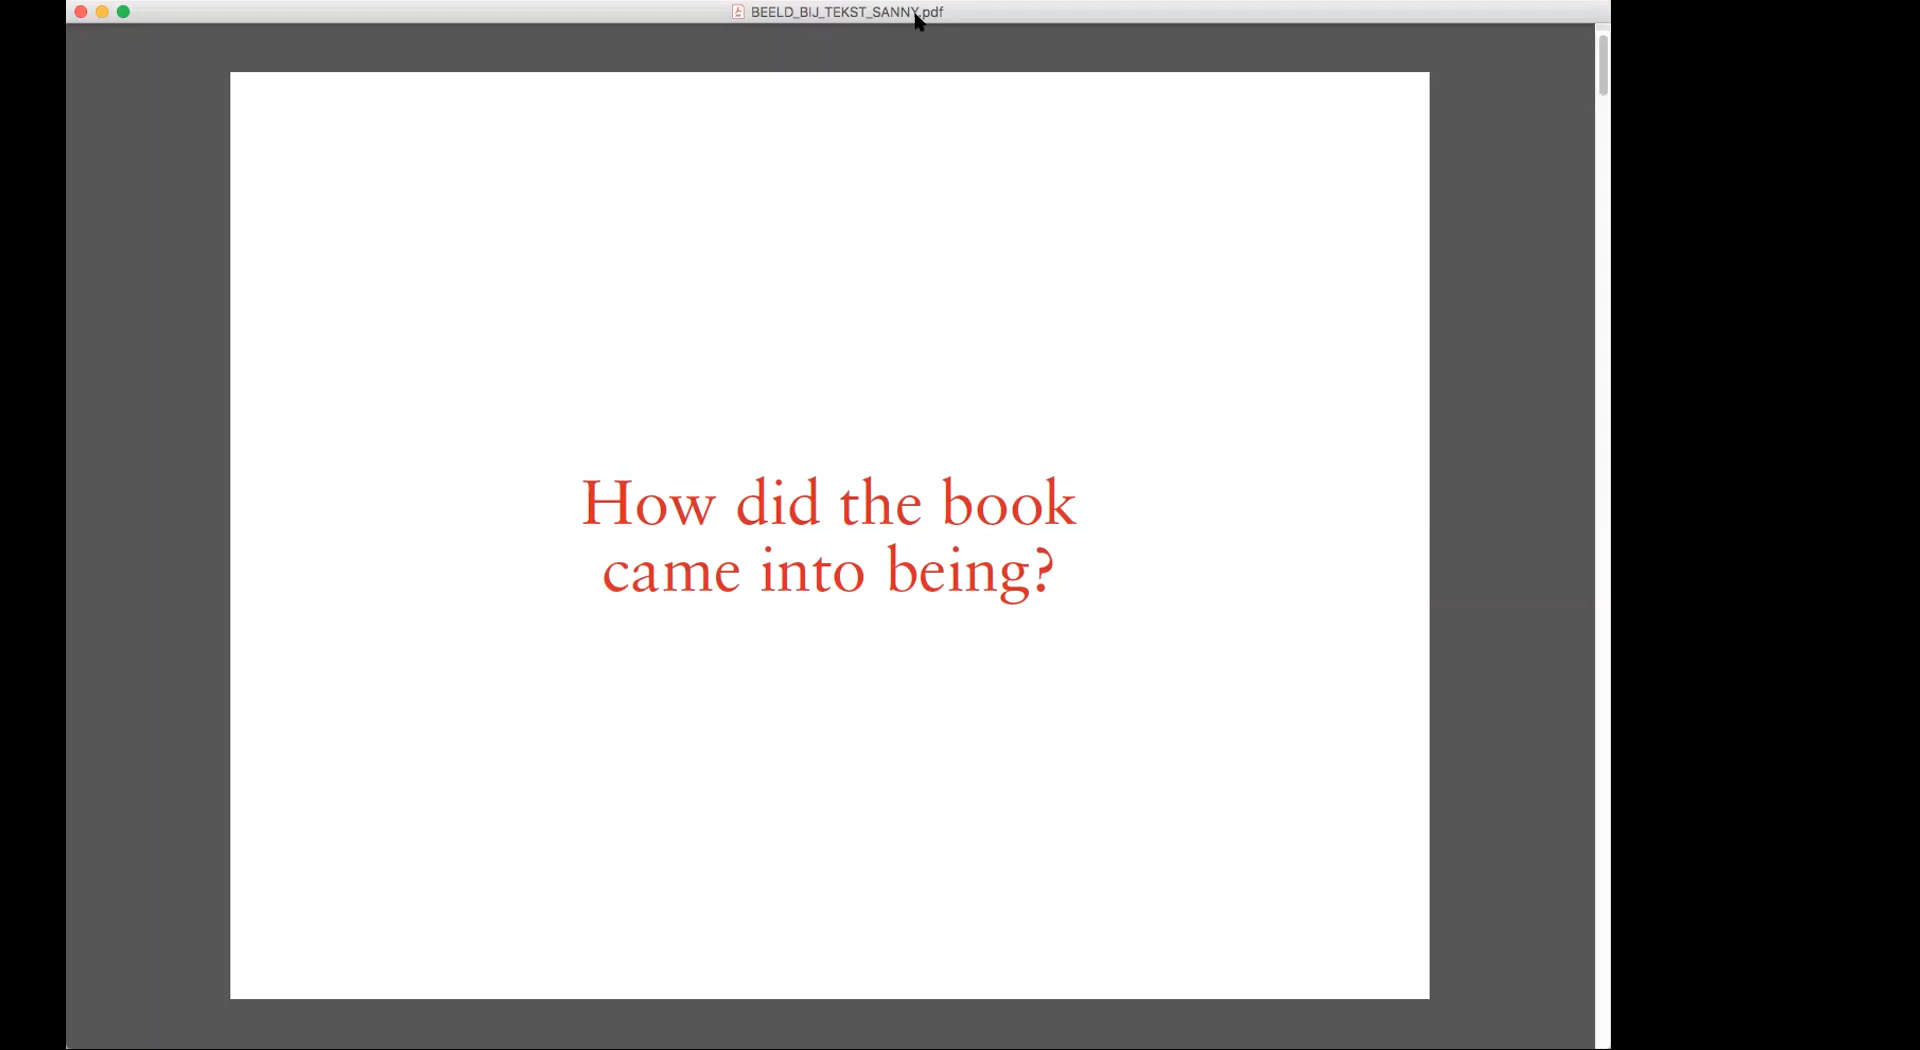 BEELD_BIJ_TEKST_SANNY.pdf
How did the book
came into being?